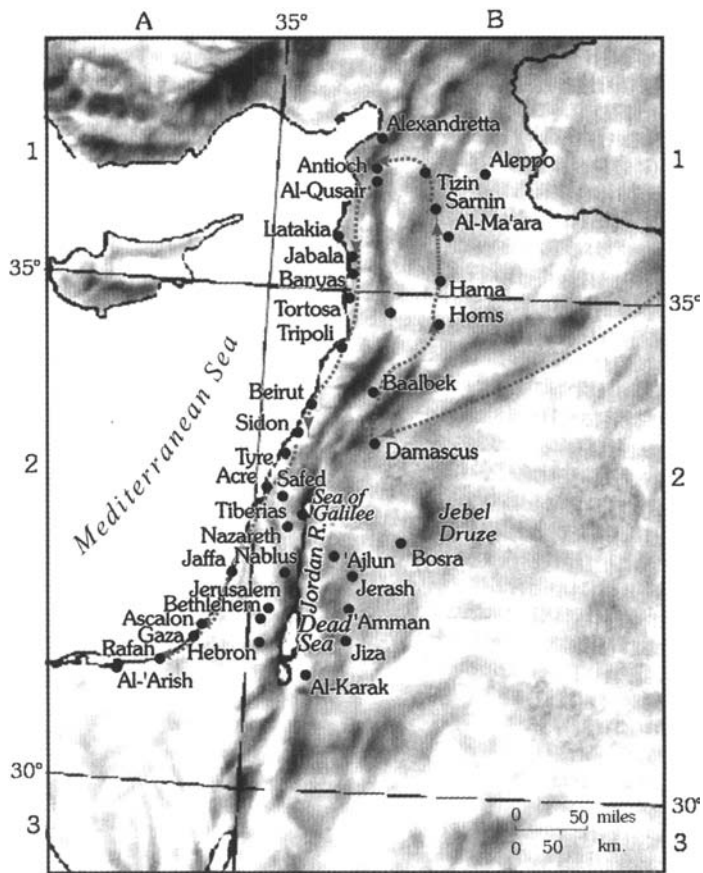 A
35°
B
1
1
Alexandretta
Antioch
Aleppo
Al-Qusair
Tizin
Sarnin
Al-Ma'ara
Latakia
Jabala
35°
Banyas
Hama
35°
Tortosa
Homs
Tripoli
Mediterranean Sea
Beirut
Baalbek
Sidon
Damascus
Tyre
2
2
Acre
Safed
Sea of
Galilee
Tiberias
Jebel
Druze
Nazareth
Jordan R.
Bosra
Jaffa
Nablus
'Ajlun
Jerusalem
Jerash
Bethlehem
Ascalon
'Amman
Gaza
Dead
Sea
Rafah
Hebron
Jiza
Al-'Arish
Al-Karak
30°
30°
3
3
0 50 miles
0 50 km.